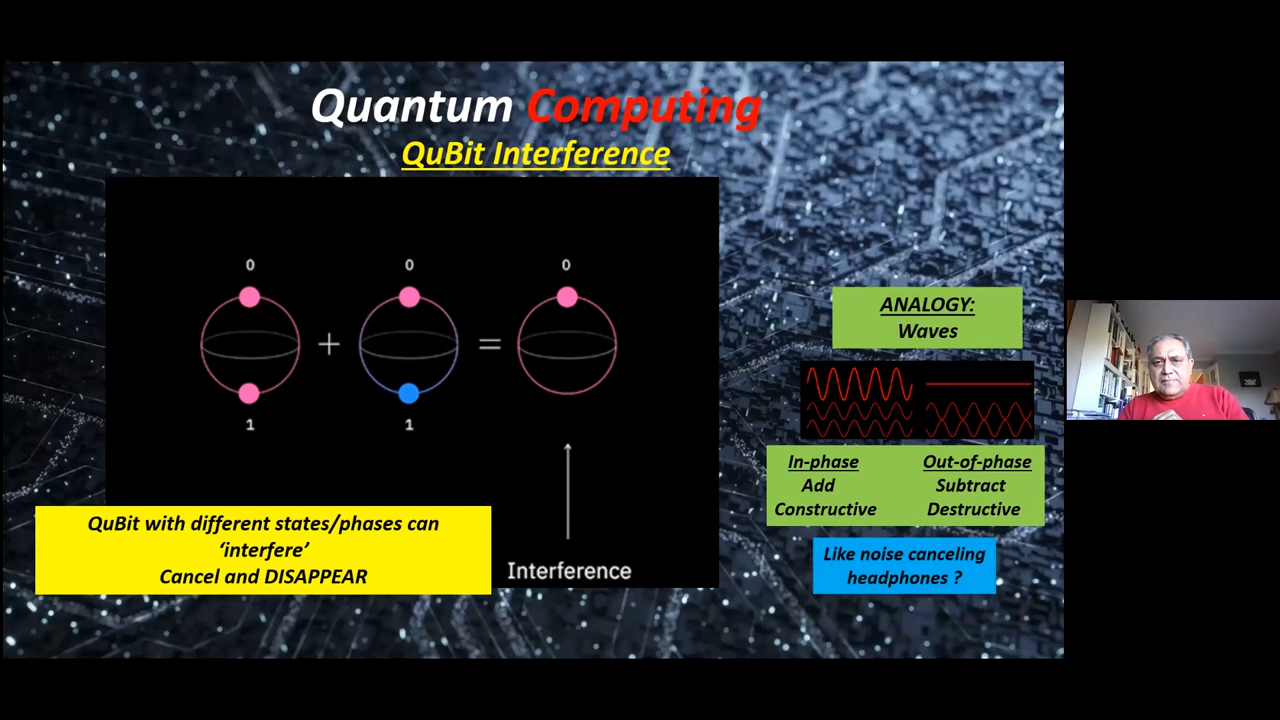 Quantum Computing
QuBit Interference
0
0
0
+
=
1
1
ANALOGY:
Waves
In-phase
Add
Constructive
Out-of-phase
Subtract
Destructive
QuBit with different states/phases can
‘interfere’
Cancel and DISAPPEAR
Interference
Like noise canceling
headphones ?